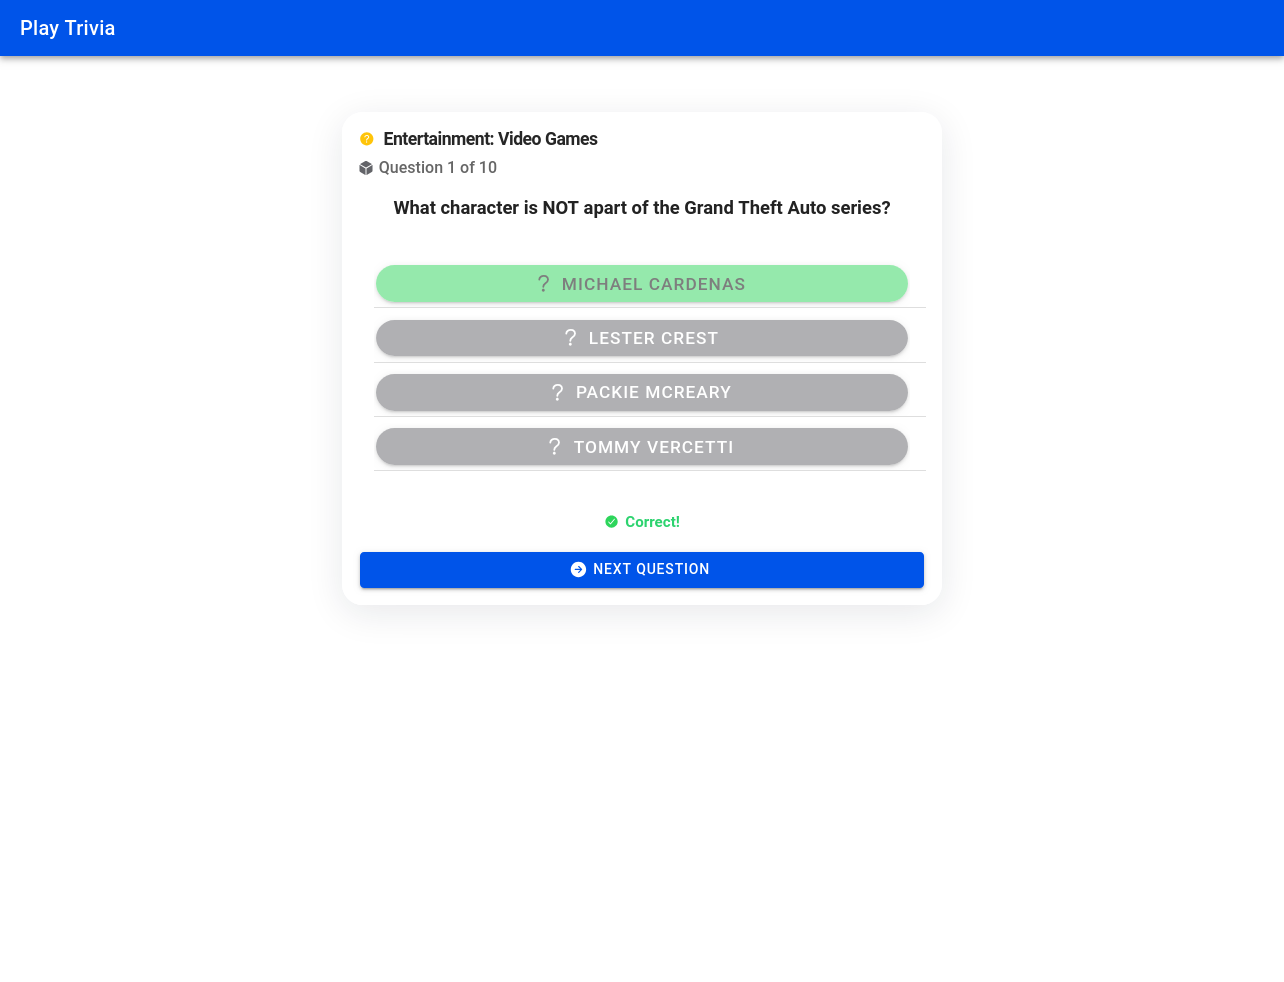 Play Trivia
Entertainment: Video Games
Question 1 of 10
What character is NOT apart of the Grand Theft Auto series?
? MICHAEL CARDENAS
? LESTER CREST
? PACKIE MCREARY
? TOMMY VERCETTI
Correct!
NEXT QUESTION